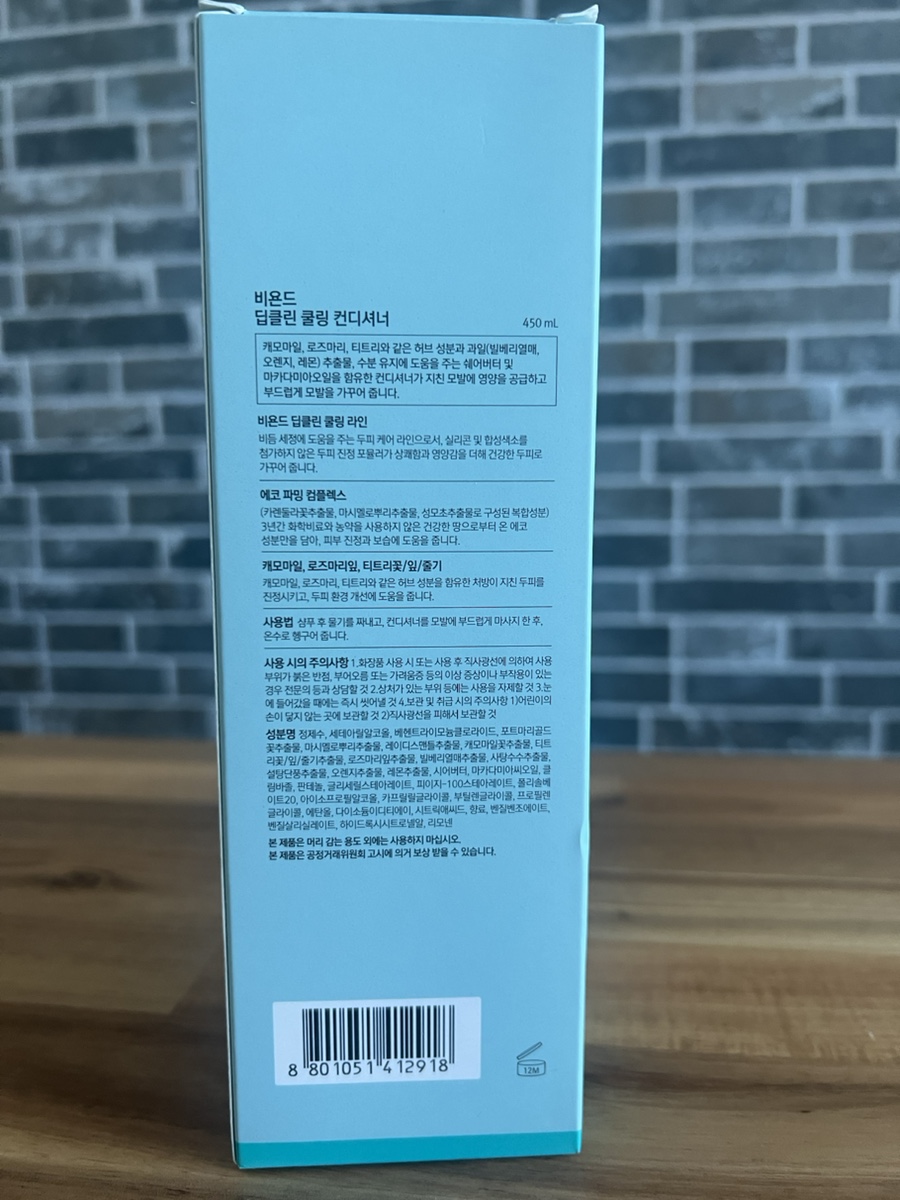 비욘드
딥클린 쿨링 컨디셔너
450 mL
캐모마일, 로즈마리, 티트리와 같은 허브 성분과 과일(빌베리열매,
오렌지, 레몬) 추출물, 수분 유지에 도움을 주는 쉐어버터 및
마카다미아오일을 함유한 컨디셔너가 지친 모발에 영양을 공급하고
부드럽게 모발을 가꾸어 줍니다.
비욘드 딥클린 쿨링 라인
비듬 세정에 도움을 주는 두피 케어 라인으로서, 실리콘 및 합성색소를
첨가하지 않은 두피 진정 포뮬러가 상쾌함과 영양감을 더해 건강한 두피로
가꾸어 줍니다.
에코 파밍 컴플렉스
(카렌둘라꽃추출물, 마시멜로뿌리추출물, 성모초추출물로 구성된 복합성분)
3년간 화학비료와 농약을 사용하지 않은 건강한 땅으로부터 온 에코
성분만을 담아, 피부 진정과 보습에 도움을 줍니다.
캐모마일, 로즈마리잎, 티트리꽃/잎/줄기
캐모마일, 로즈마리, 티트리와 같은 허브 성분을 함유한 처방이 지친 두피를
진정시키고, 두피 환경 개선에 도움을 줍니다.
사용법 샴푸 후 물기를 짜내고, 컨디셔너를 모발에 부드럽게 마사지 한 후,
온수로 헹구어 줍니다.
사용 시의 주의사항 1.화장품 사용 시 또는 사용 후 직사광선에 의하여 사용
부위가 붉은 반점, 부어오름 또는 가려움증 등의 이상 증상이나 부작용이 있는
경우 전문의 등과 상담할 것 2.상처가 있는 부위 등에는 사용을 자제할 것 3.눈
에 들어갔을 때에는 즉시 씻어낼 것 4.보관 및 취급 시의 주의사항 1)어린이의
손이 닿지 않는 곳에 보관할 것 2)직사광선을 피해서 보관할 것
성분명 정제수, 세테아릴알코올, 베헨트라이모늄클로라이드, 포트마리골드
꽃추출물, 마시멜로뿌리추출물, 레이디스맨틀추출물, 캐모마일꽃추출물, 티트
리꽃/잎/줄기추출물, 로즈마리잎추출물, 빌베리열매추출물, 사탕수수추출물,
설탕단풍추출물, 오렌지추출물, 레몬추출물, 시어버터, 마카다미아씨오일, 클
림바졸, 판테놀, 글리세릴스테아레이트, 피이지-100스테아레이트, 폴리솔베
이트20, 아이소프로필알코올, 카프릴릴글라이콜, 부틸렌글라이콜, 프로필렌
글라이콜, 에탄올, 다이소듐이디티에이, 시트릭애씨드, 향료, 벤질벤조에이트,
벤질살리실레이트, 하이드록시시트로넬알, 리모넨
본 제품은 머리 감는 용도 외에는 사용하지 마십시오.
본 제품은 공정거래위원회 고시에 의거 보상 받을 수 있습니다.
8 801051 412918
12M